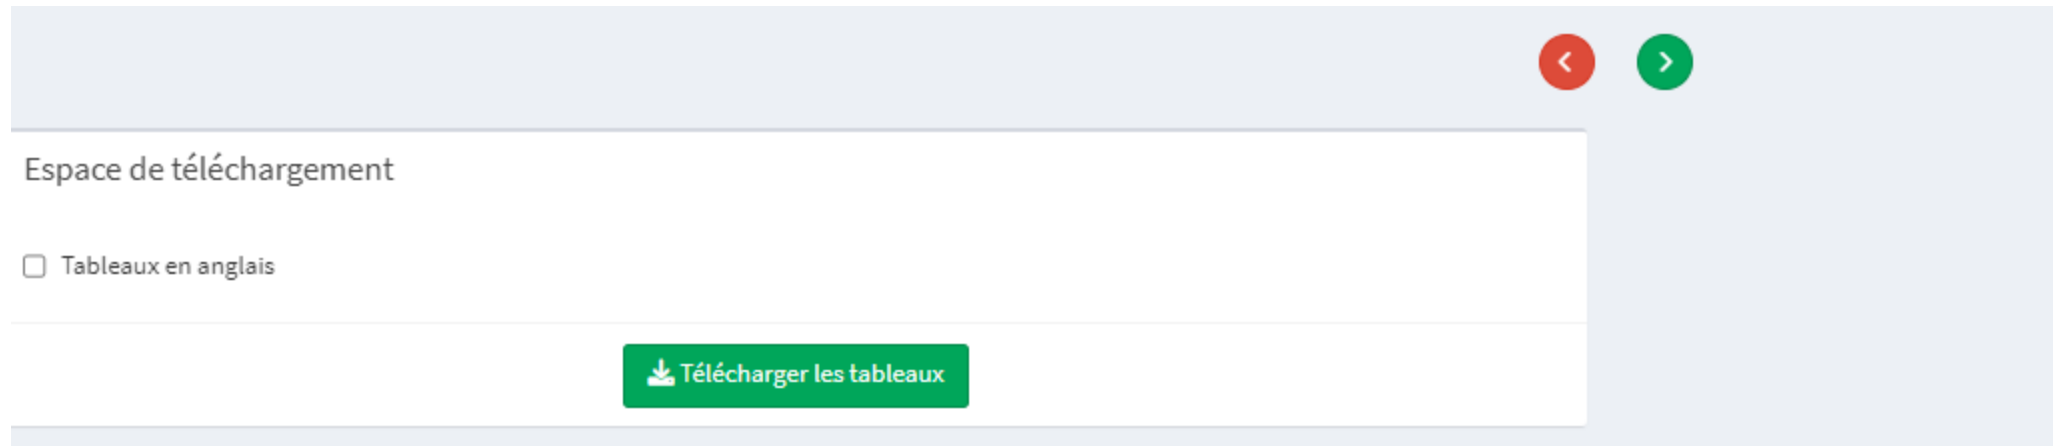 Espace de téléchargement
Tableaux en anglais
Télécharger les tableaux